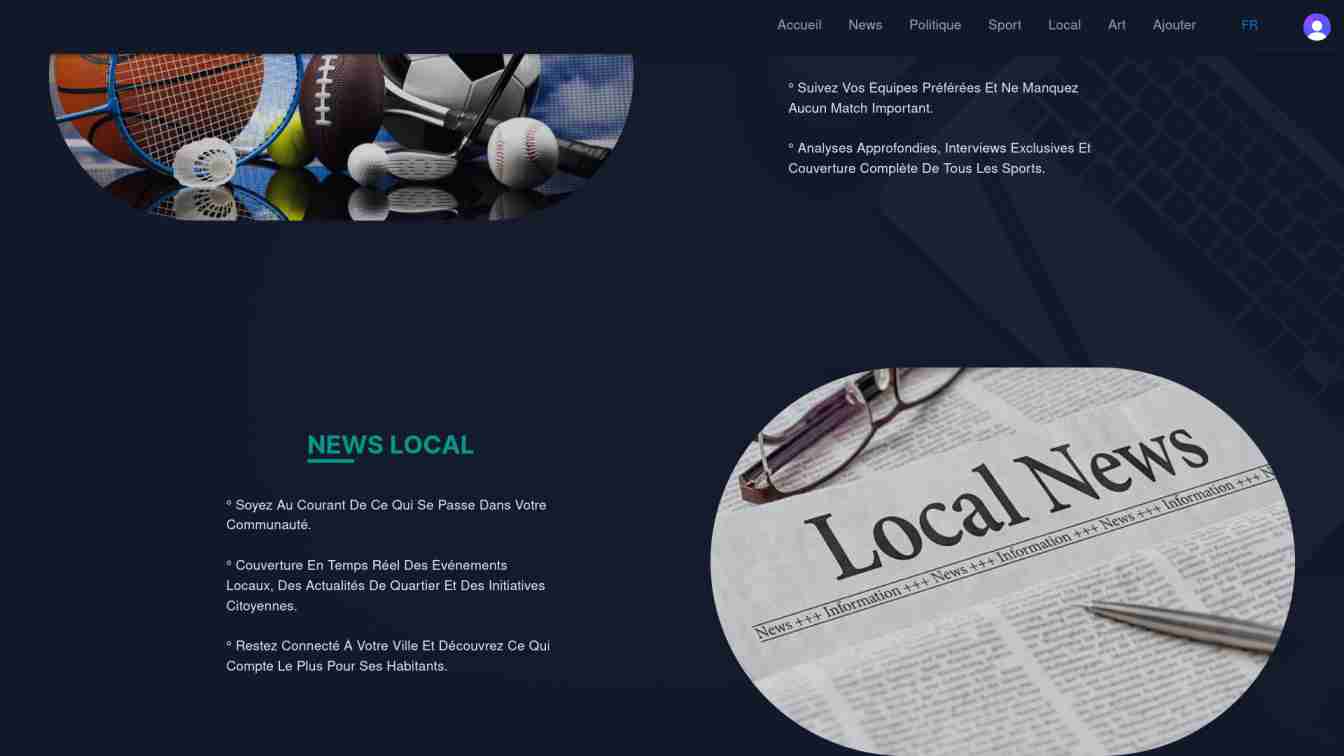 Accueil News Politique Sport Local Art Ajouter FR
° Suivez Vos Equipes Préférées Et Ne Manquez
Aucun Match Important.
° Analyses Approfondies, Interviews Exclusives Et
Couverture Complète De Tous Les Sports.
NEWS LOCAL
° Soyez Au Courant De Ce Qui Se Passe Dans Votre
Communauté.
° Couverture En Temps Réel Des Événements
Locaux, Des Actualités De Quartier Et Des Initiatives
Citoyennes.
° Restez Connecté À Votre Ville Et Découvrez Ce Qui
Compte Le Plus Pour Ses Habitants.
Local News
News +++ Information +++ News +++ Information +++ News +++ Information +++ N